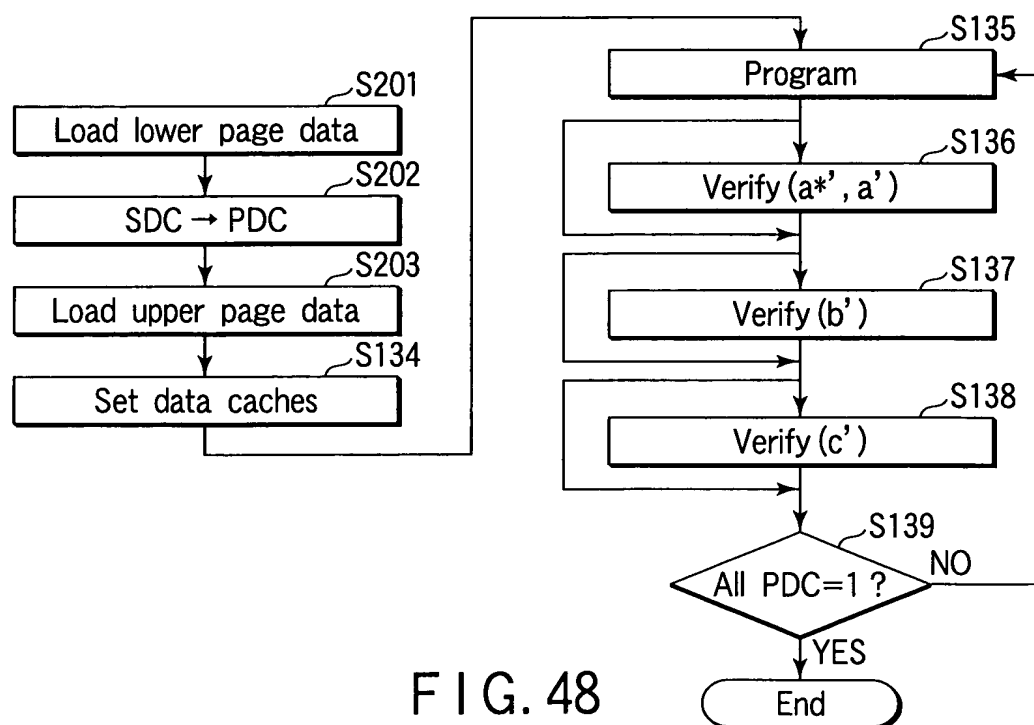 S201
Load lower page data
S202
SDC → PDC
S203
Load upper page data
S134
Set data caches
S135
Program
S136
Verify (a*', a')
S137
Verify (b')
S138
Verify (c')
S139
All PDC=1 ?
NO
YES
End
FIG. 48